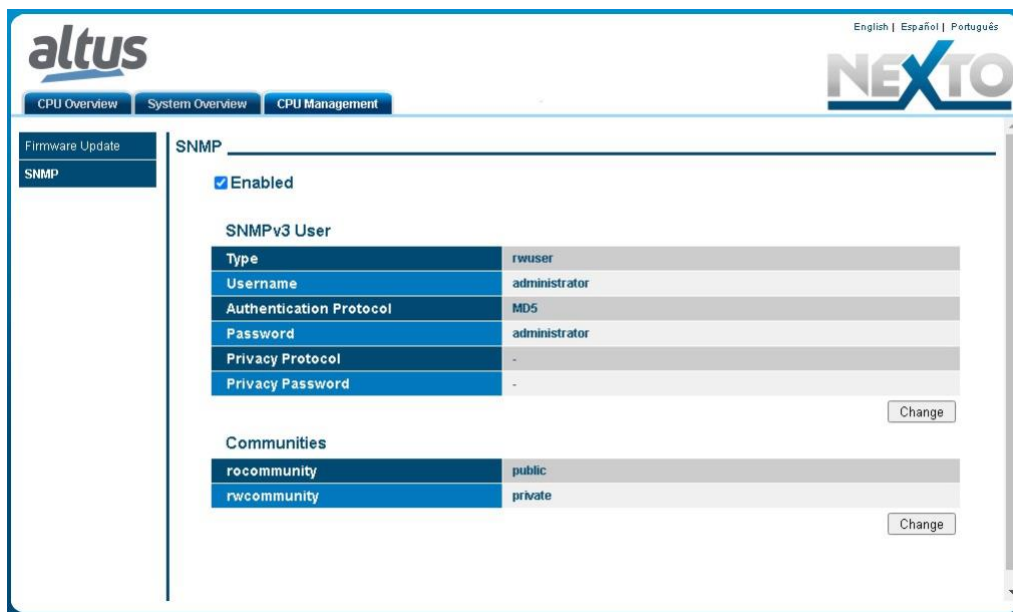 English | Español | Português
altus
NEXTO
CPU Overview System Overview CPU Management
Firmware Update
SNMP
SNMP
Enabled
SNMPv3 User
Type rwuser
Username administrator
Authentication Protocol MD5
Password administrator
Privacy Protocol -
Privacy Password -
Change
Communities
rocommunity public
rwcommunity private
Change